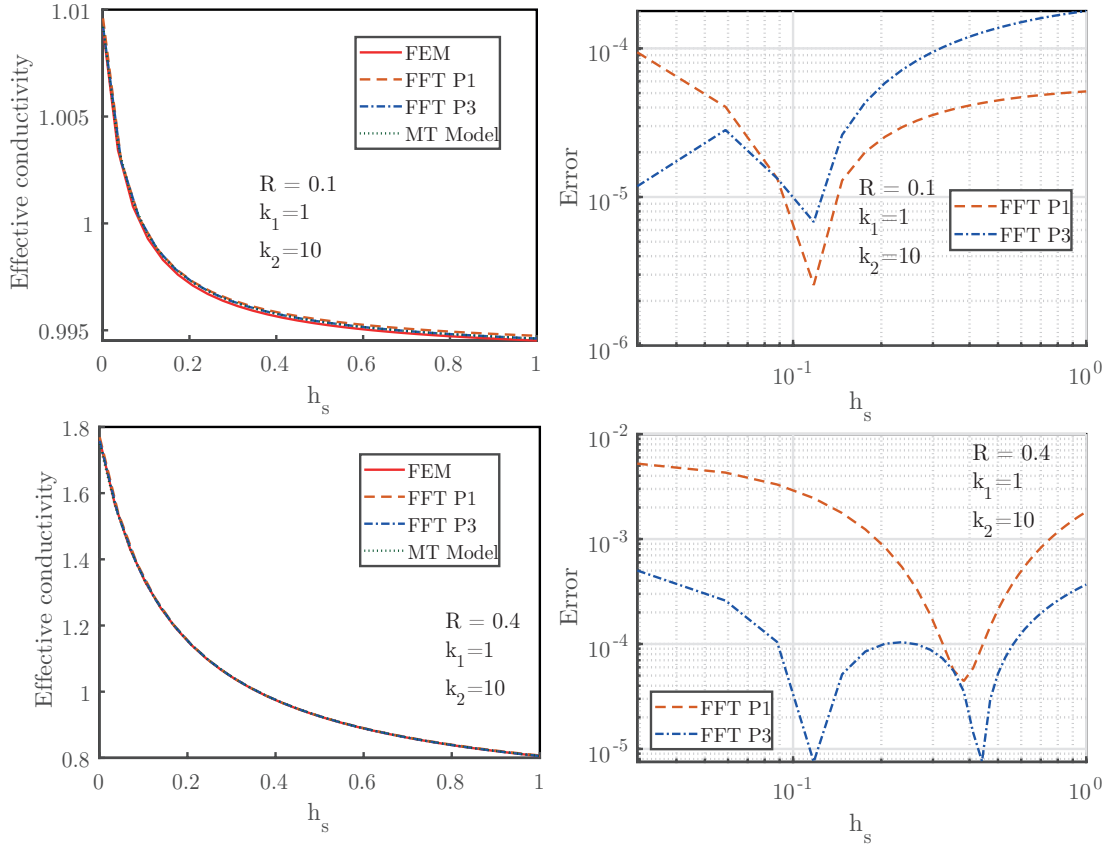 1.01
1.005
1
0.995
Effective conductivity
FEM
FFT P1
FFT P3
MT Model
R = 0.1
k₁=1
k₂=10
0 0.2 0.4 0.6 0.8 1
hₛ
10⁻⁴
10⁻⁵
10⁻⁶
Error
R = 0.1
k₁=1
k₂=10
FFT P1
FFT P3
10⁻¹ 10⁰
hₛ
1.8
1.6
1.4
1.2
1
0.8
Effective conductivity
FEM
FFT P1
FFT P3
MT Model
R = 0.4
k₁=1
k₂=10
0 0.2 0.4 0.6 0.8 1
hₛ
10⁻²
10⁻³
10⁻⁴
10⁻⁵
Error
R = 0.4
k₁=1
k₂=10
FFT P1
FFT P3
10⁻¹ 10⁰
hₛ